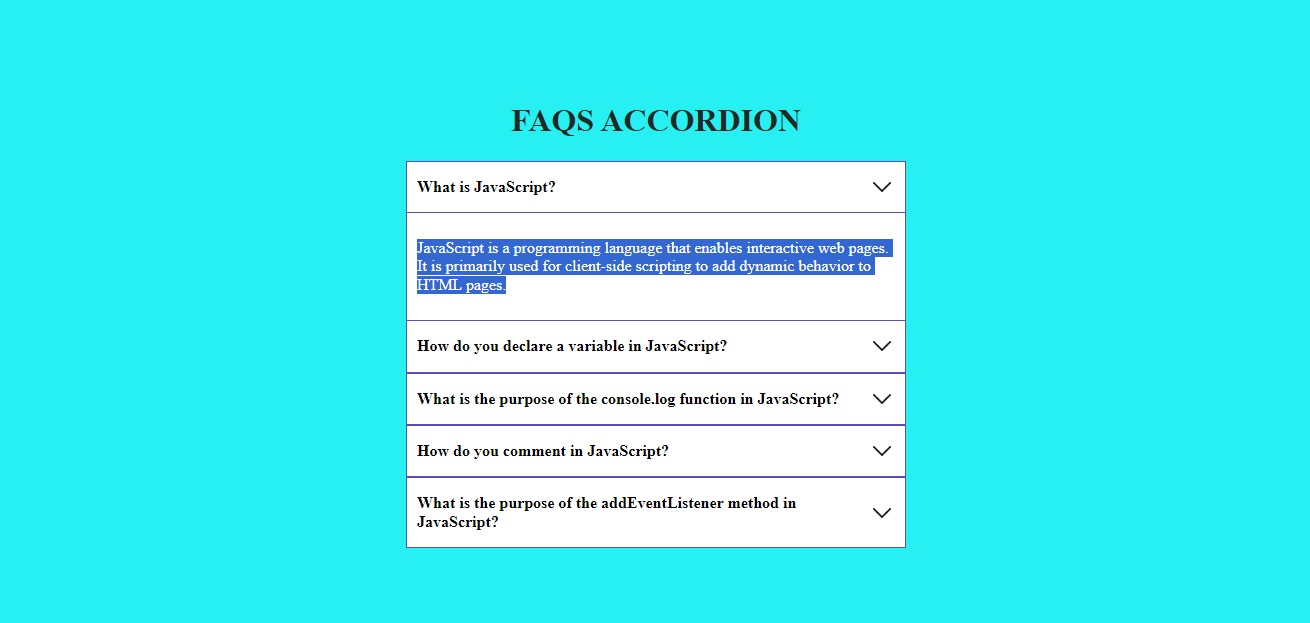 FAQS ACCORDION
What is JavaScript?
JavaScript is a programming language that enables interactive web pages.
It is primarily used for client-side scripting to add dynamic behavior to
HTML pages.
How do you declare a variable in JavaScript?
What is the purpose of the console.log function in JavaScript?
How do you comment in JavaScript?
What is the purpose of the addEventListener method in
JavaScript?